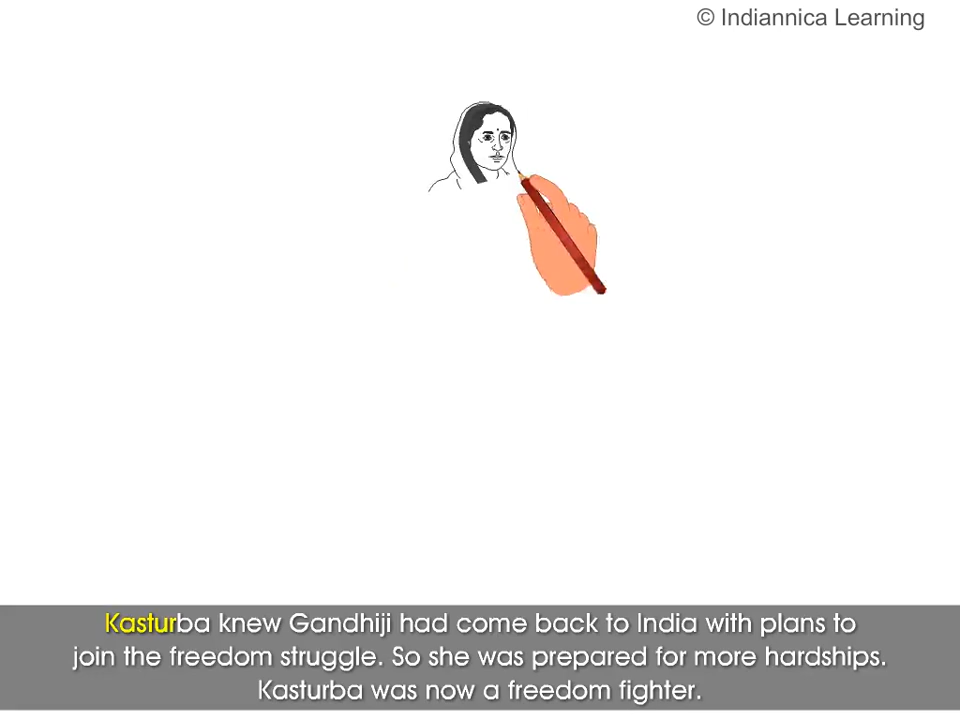 © Indiannica Learning
Kasturba knew Gandhiji had come back to India with plans to
join the freedom struggle. So she was prepared for more hardships.
Kasturba was now a freedom fighter.